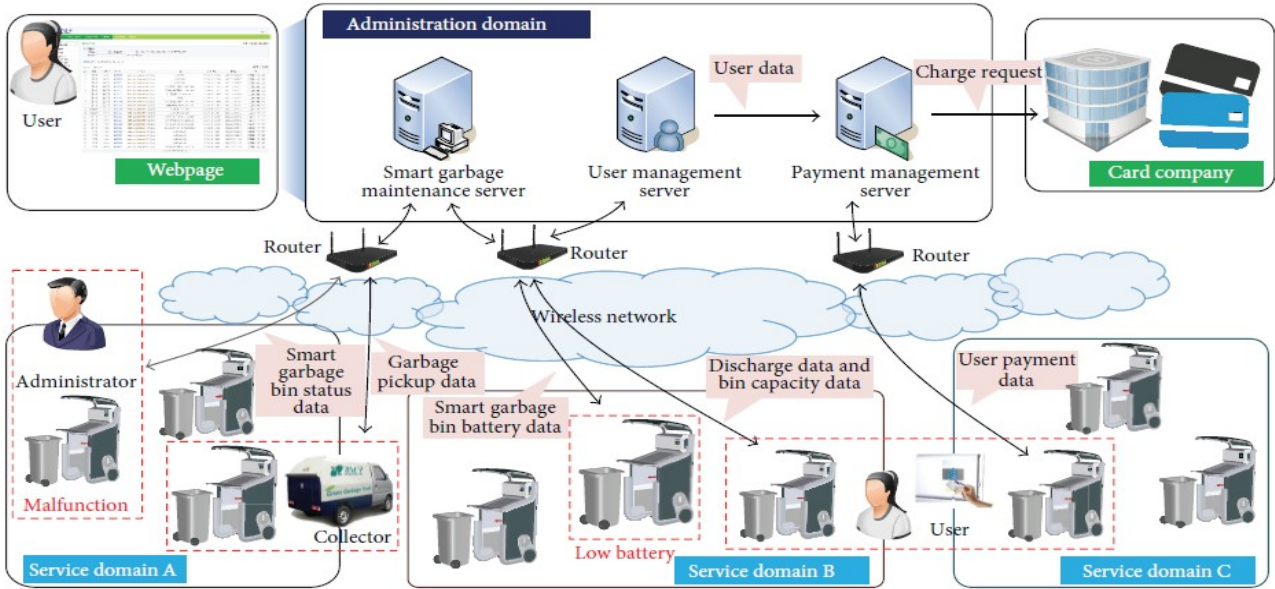 Administration domain
User
Webpage
Smart garbage
maintenance server
User management
server
User data
Payment management
server
Charge request
Card company
Router
Router
Router
Wireless network
Administrator
Malfunction
Smart
garbage
bin status
data
Garbage
pickup data
Collector
Service domain A
Smart garbage
bin battery data
Low battery
Discharge data and
bin capacity data
User
Service domain B
User payment
data
Service domain C